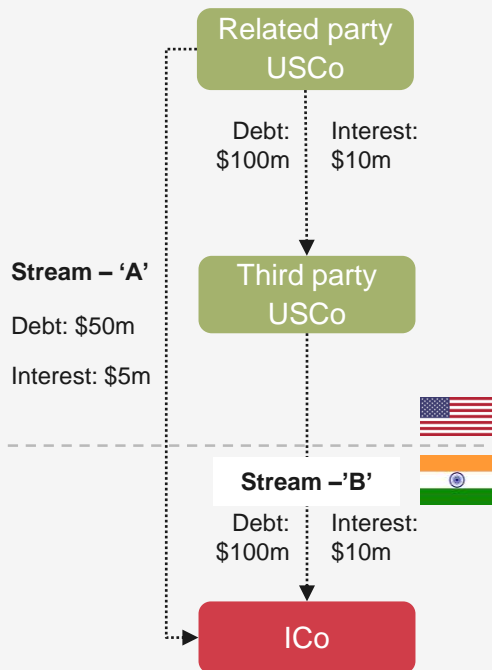 Related party
USCo
Debt:
$100m
Interest:
$10m
Stream – 'A'
Debt: $50m
Interest: $5m
Third party
USCo
Stream –'B'
Debt:
$100m
Interest:
$10m
ICo